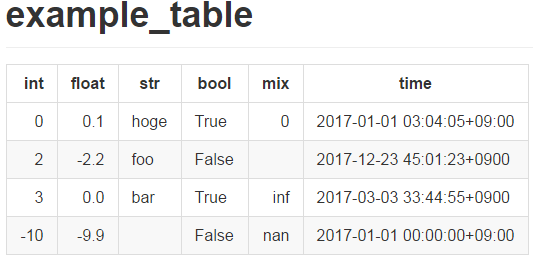 example_table
int float str bool mix time
0 0.1 hoge True 0 2017-01-01 03:04:05+09:00
2 -2.2 foo False 2017-12-23 45:01:23+0900
3 0.0 bar True inf 2017-03-03 33:44:55+0900
-10 -9.9 False nan 2017-01-01 00:00:00+09:00